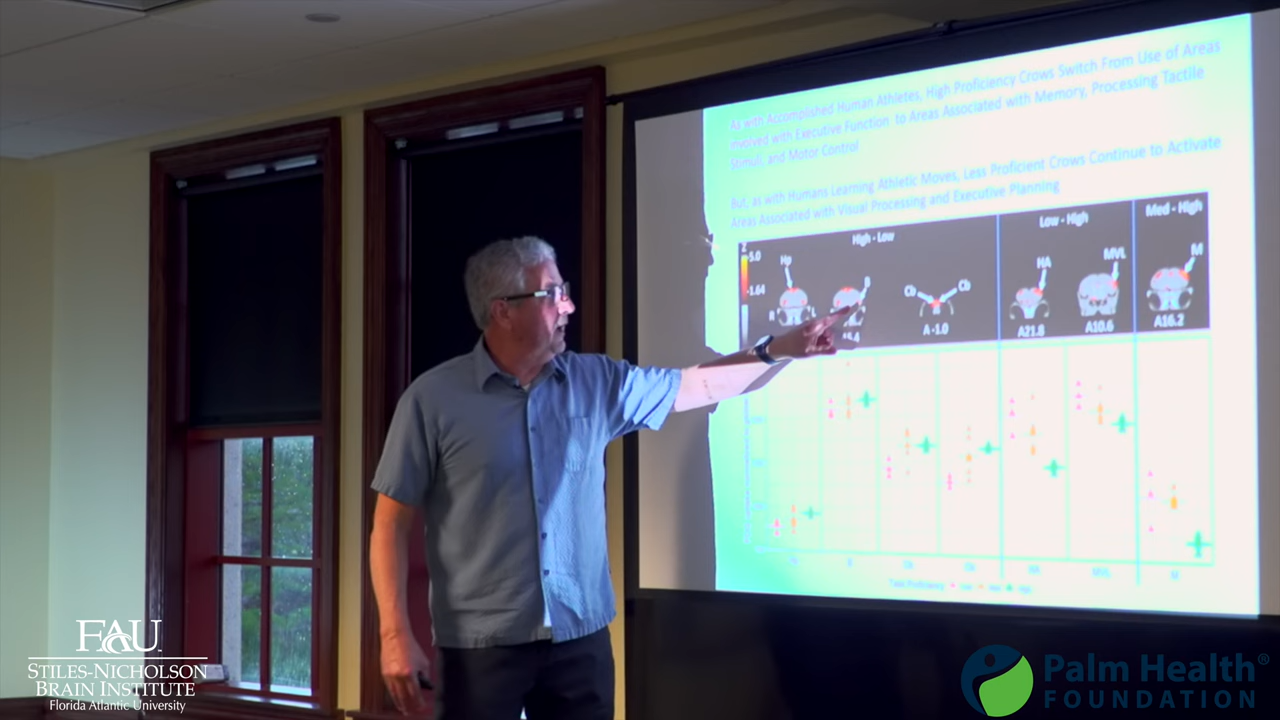 As with Accomplished Human Athletes, High Proficiency Crows Switch From Use of Areas
Involved with Executive Function to Areas Associated with Memory, Processing Tactile
Stimuli, and Motor Control
But, as with Humans Learning Athletic Moves, Less Proficient Crows Continue to Activate
Areas Associated with Visual Processing and Executive Planning
High - Low
Low - High
Med - High
Z
5.0
1.64
Hp
R
L
Cb
Cb
A -1.0
HA
A21.8
MVL
A10.6
M
A16.2
HA
MVL
M
Task Proficiency
FAU
STILES-NICHOLSON
BRAIN INSTITUTE
Florida Atlantic University
Palm Health®
FOUNDATION